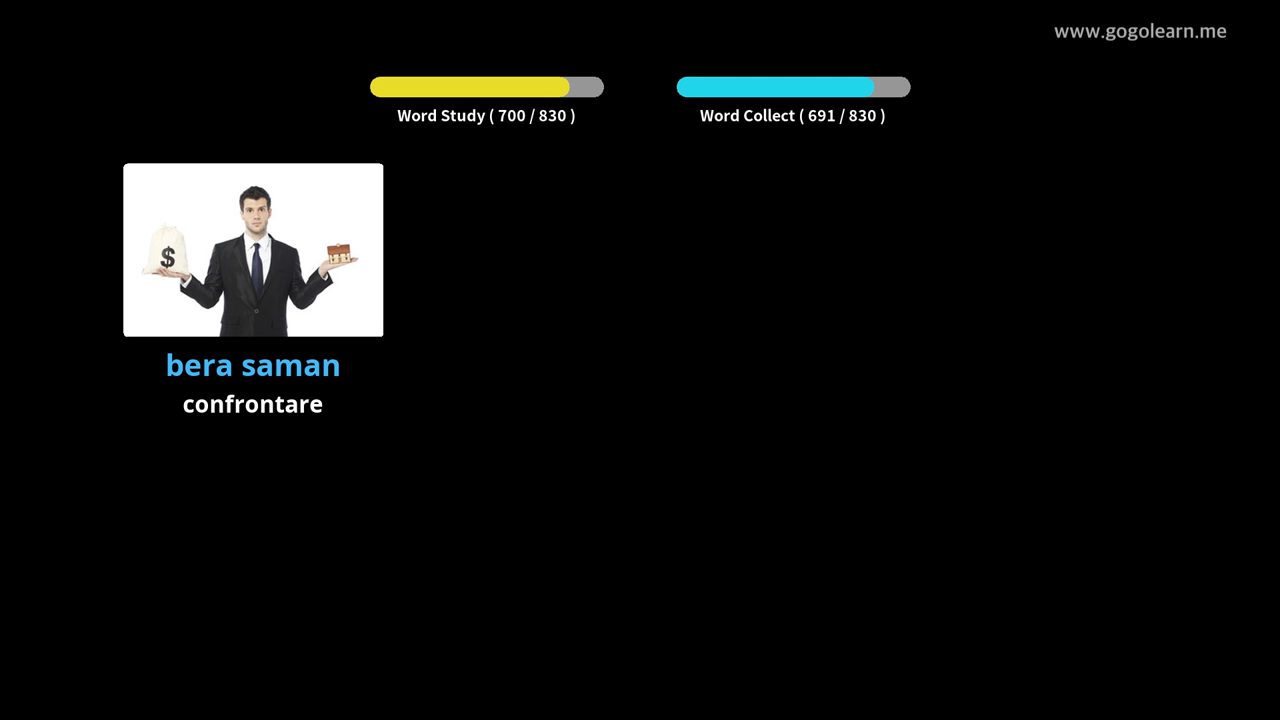 www.gogolearn.me
Word Study ( 700 / 830 )
Word Collect ( 691 / 830 )
$
bera saman
confrontare